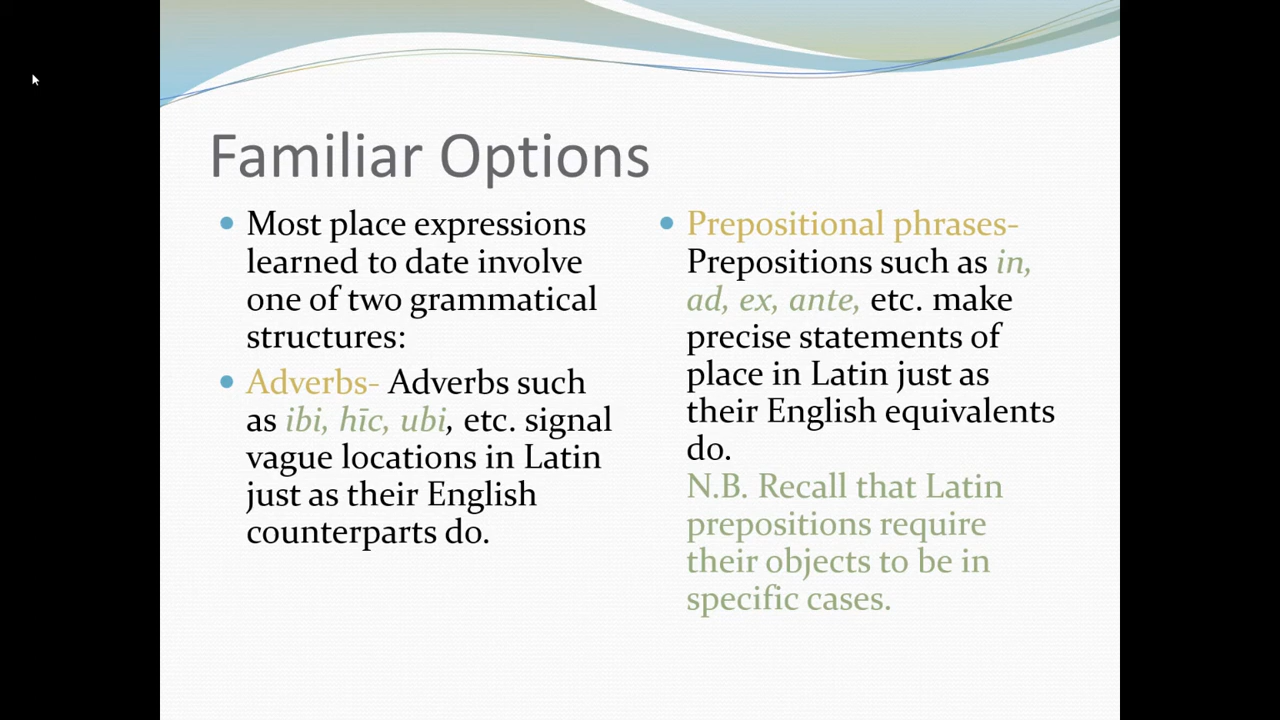 Familiar Options
Most place expressions
learned to date involve
one of two grammatical
structures:
Adverbs- Adverbs such
as ibi, hīc, ubi, etc. signal
vague locations in Latin
just as their English
counterparts do.
Prepositional phrases-
Prepositions such as in,
ad, ex, ante, etc. make
precise statements of
place in Latin just as
their English equivalents
do.
N.B. Recall that Latin
prepositions require
their objects to be in
specific cases.